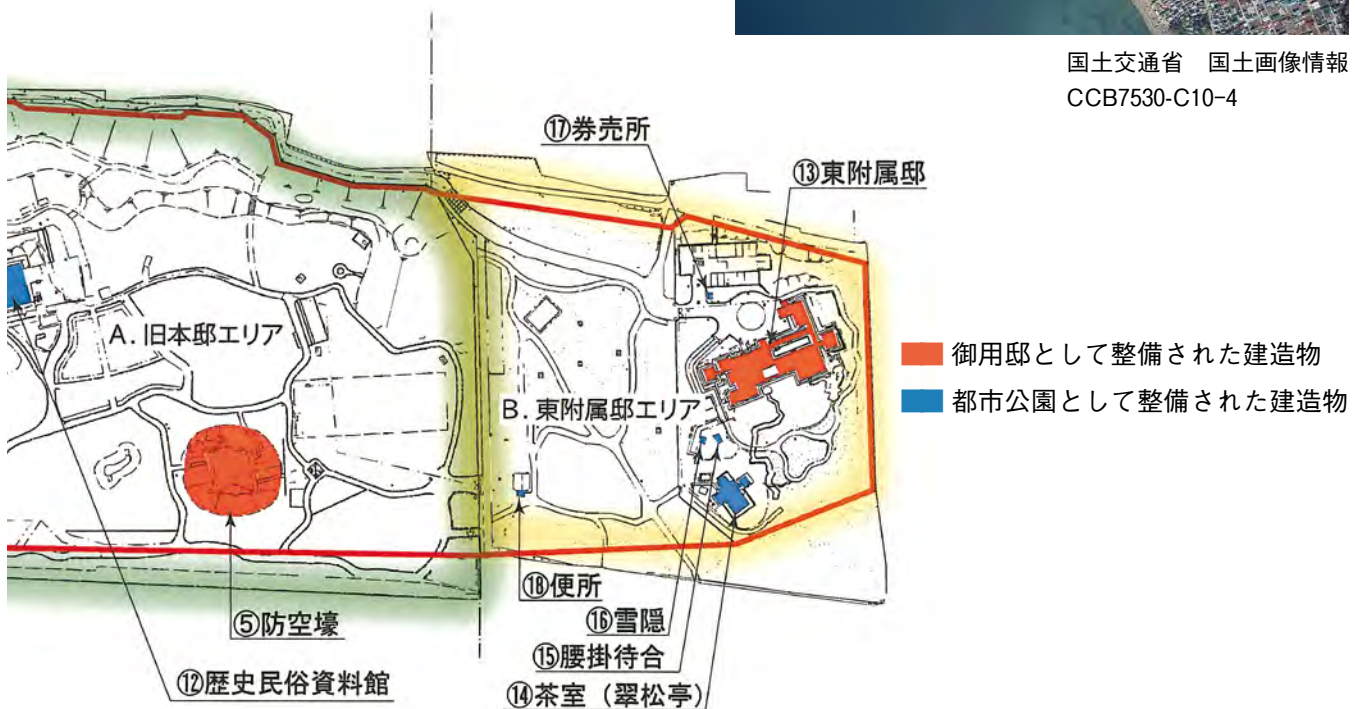 国土交通省 国土画像情報
CCB7530-C10-4
⑰券売所
⑬東附属邸
A. 旧本邸エリア
B. 東附属邸エリア
御用邸として整備された建造物
都市公園として整備された建造物
⑱便所
⑯雪隠
⑤防空壕
⑮腰掛待合
⑫歴史民俗資料館
⑭茶室（翠松亭）